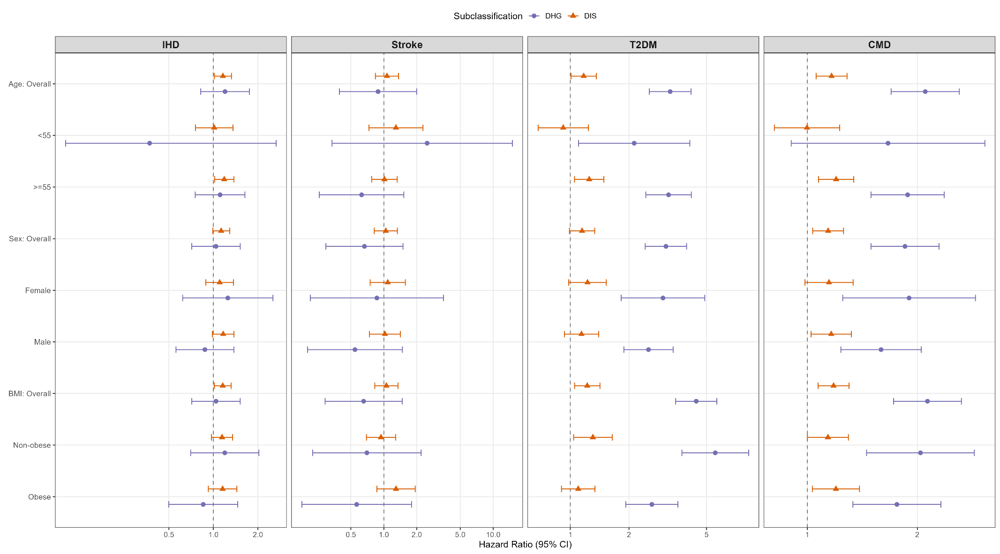 Subclassification DHG DIS
IHD Stroke T2DM CMD
Age: Overall
<55
>=55
Sex: Overall
Female
Male
BMI: Overall
Non-obese
Obese
0.5 1.0 2.0 0.5 1.0 2.0 5.0 10.0 1 2 5 1 2
Hazard Ratio (95% CI)